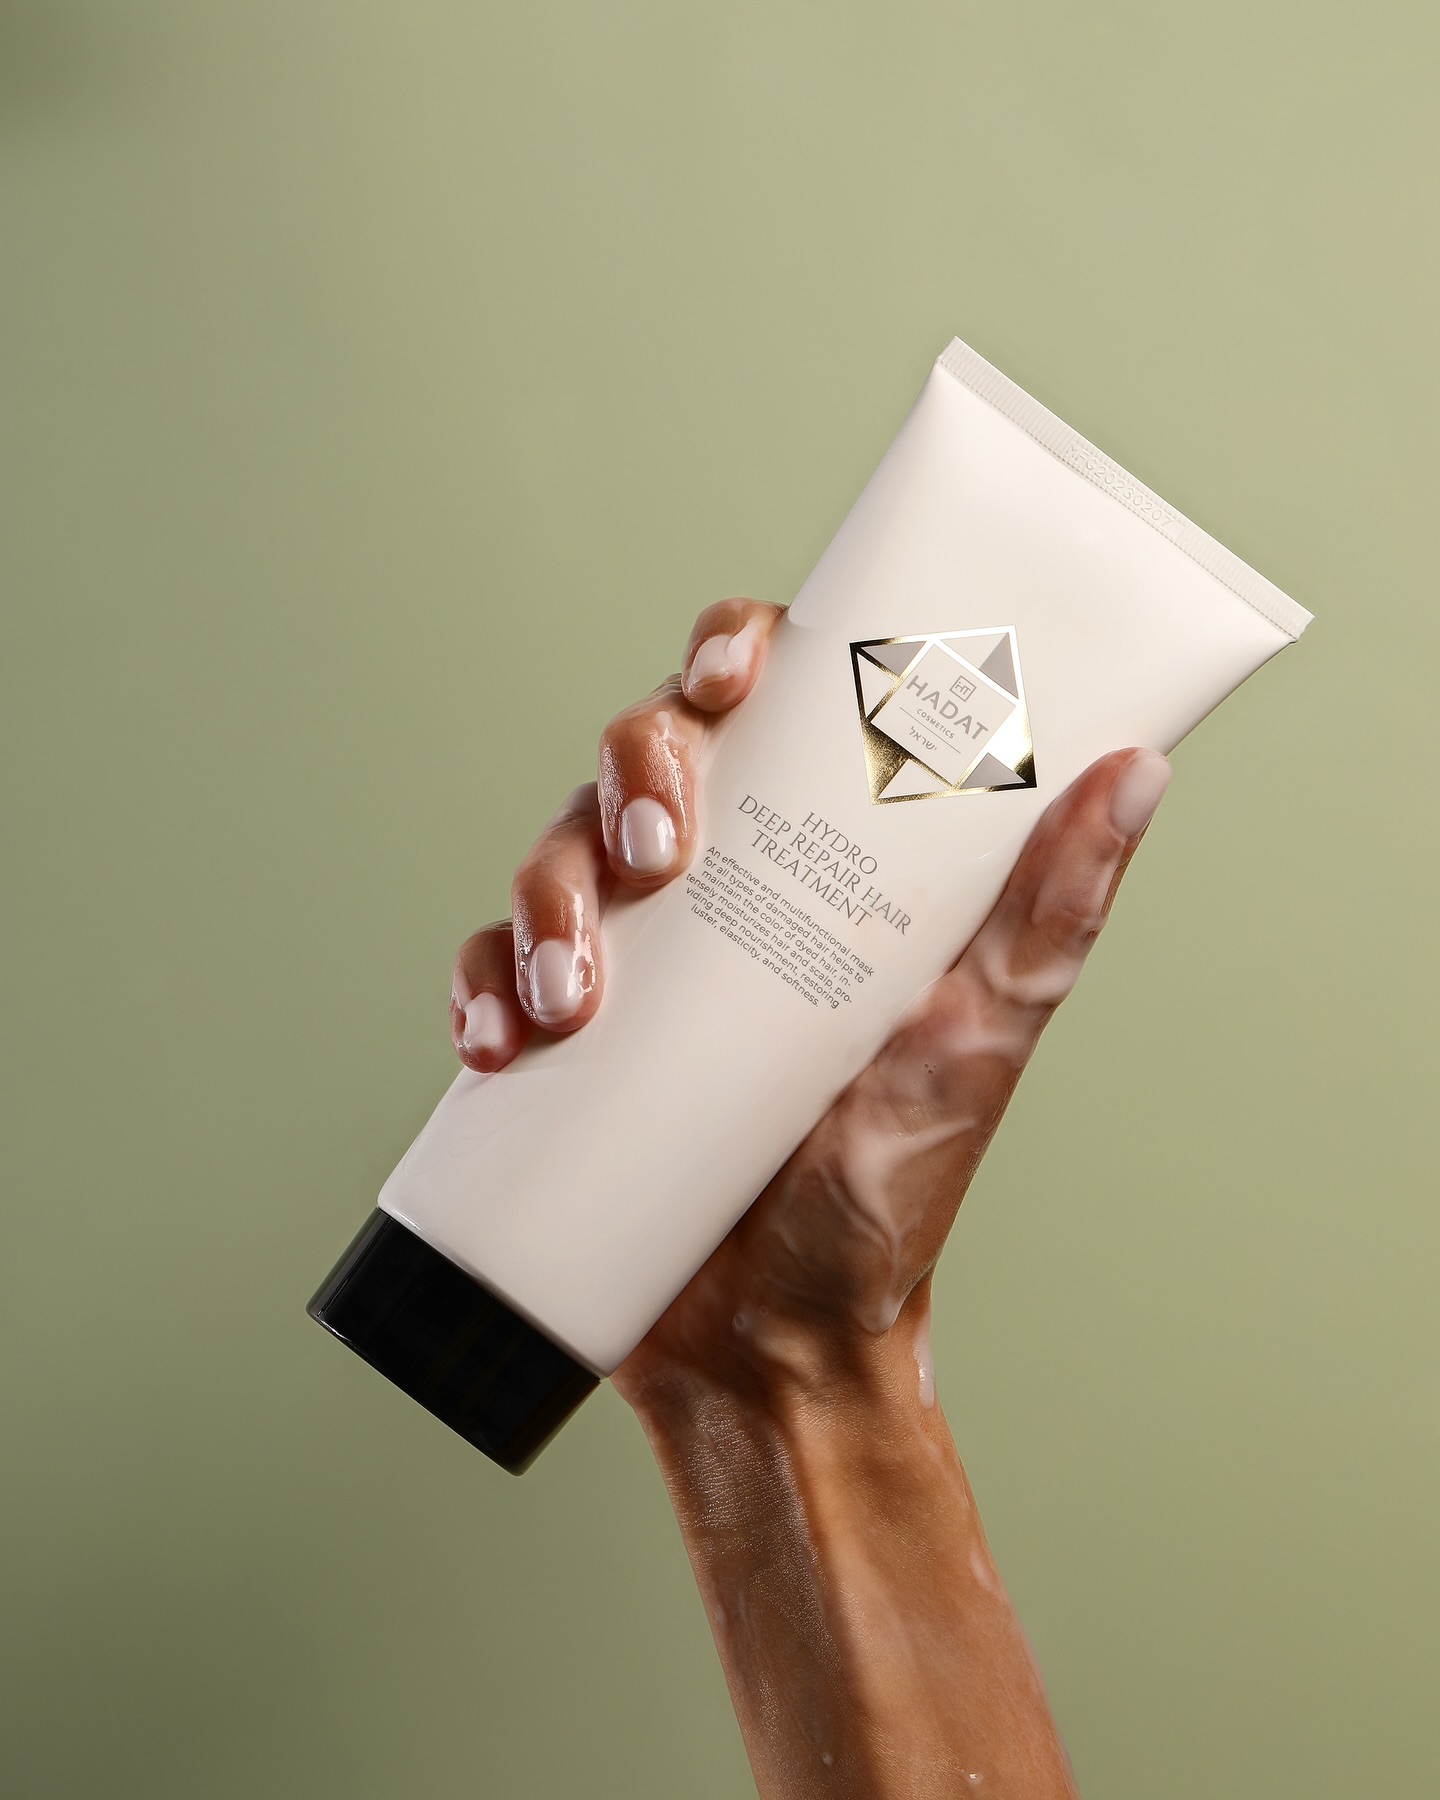 MFG20230207
HADAT
COSMETICS
ישראל
HYDRO
DEEP REPAIR HAIR
TREATMENT
An effective and multifunctional mask
for all types of damaged hair helps to
maintain the color of dyed hair, in-
tensely moisturizes hair and scalp, pro-
viding deep nourishment, restoring
luster, elasticity, and softness.